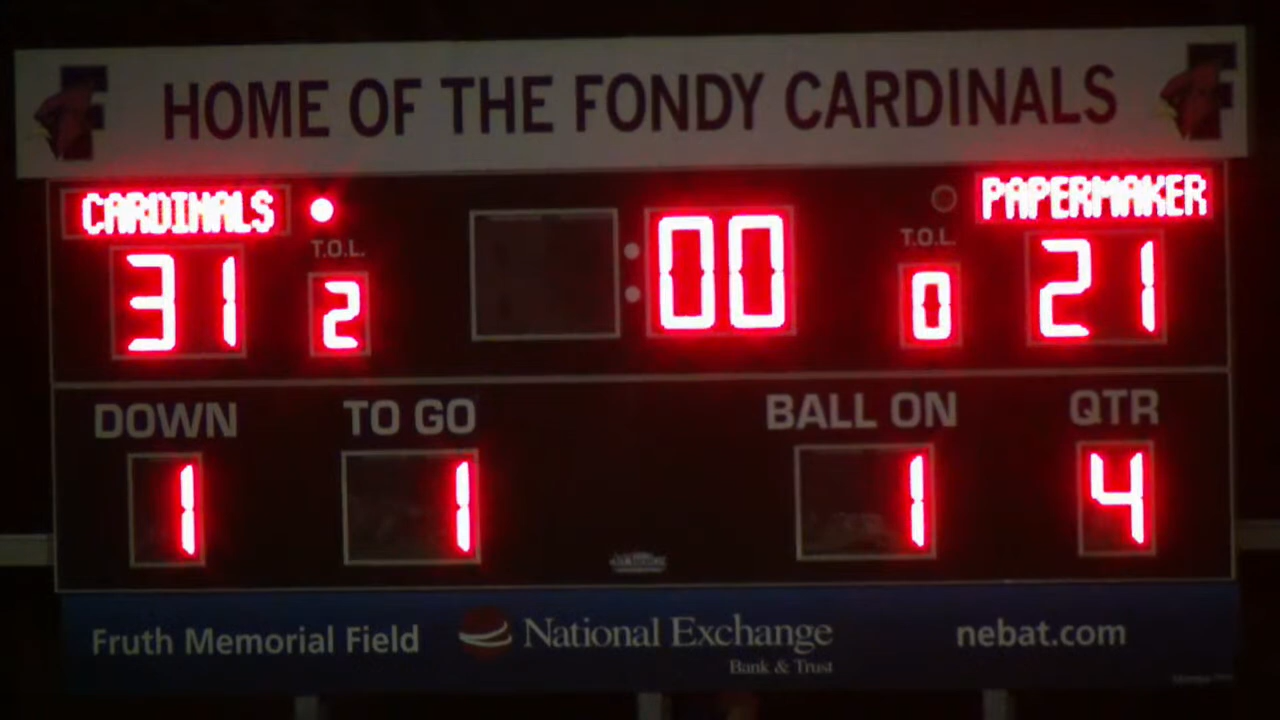 HOME OF THE FONDY CARDINALS
CARDINALS
PAPERMAKER
T.O.L.
T.O.L.
31
2
:00
0
21
DOWN
TO GO
BALL ON
QTR
1
1
1
4
Fruth Memorial Field
National Exchange
Bank & Trust
nebat.com